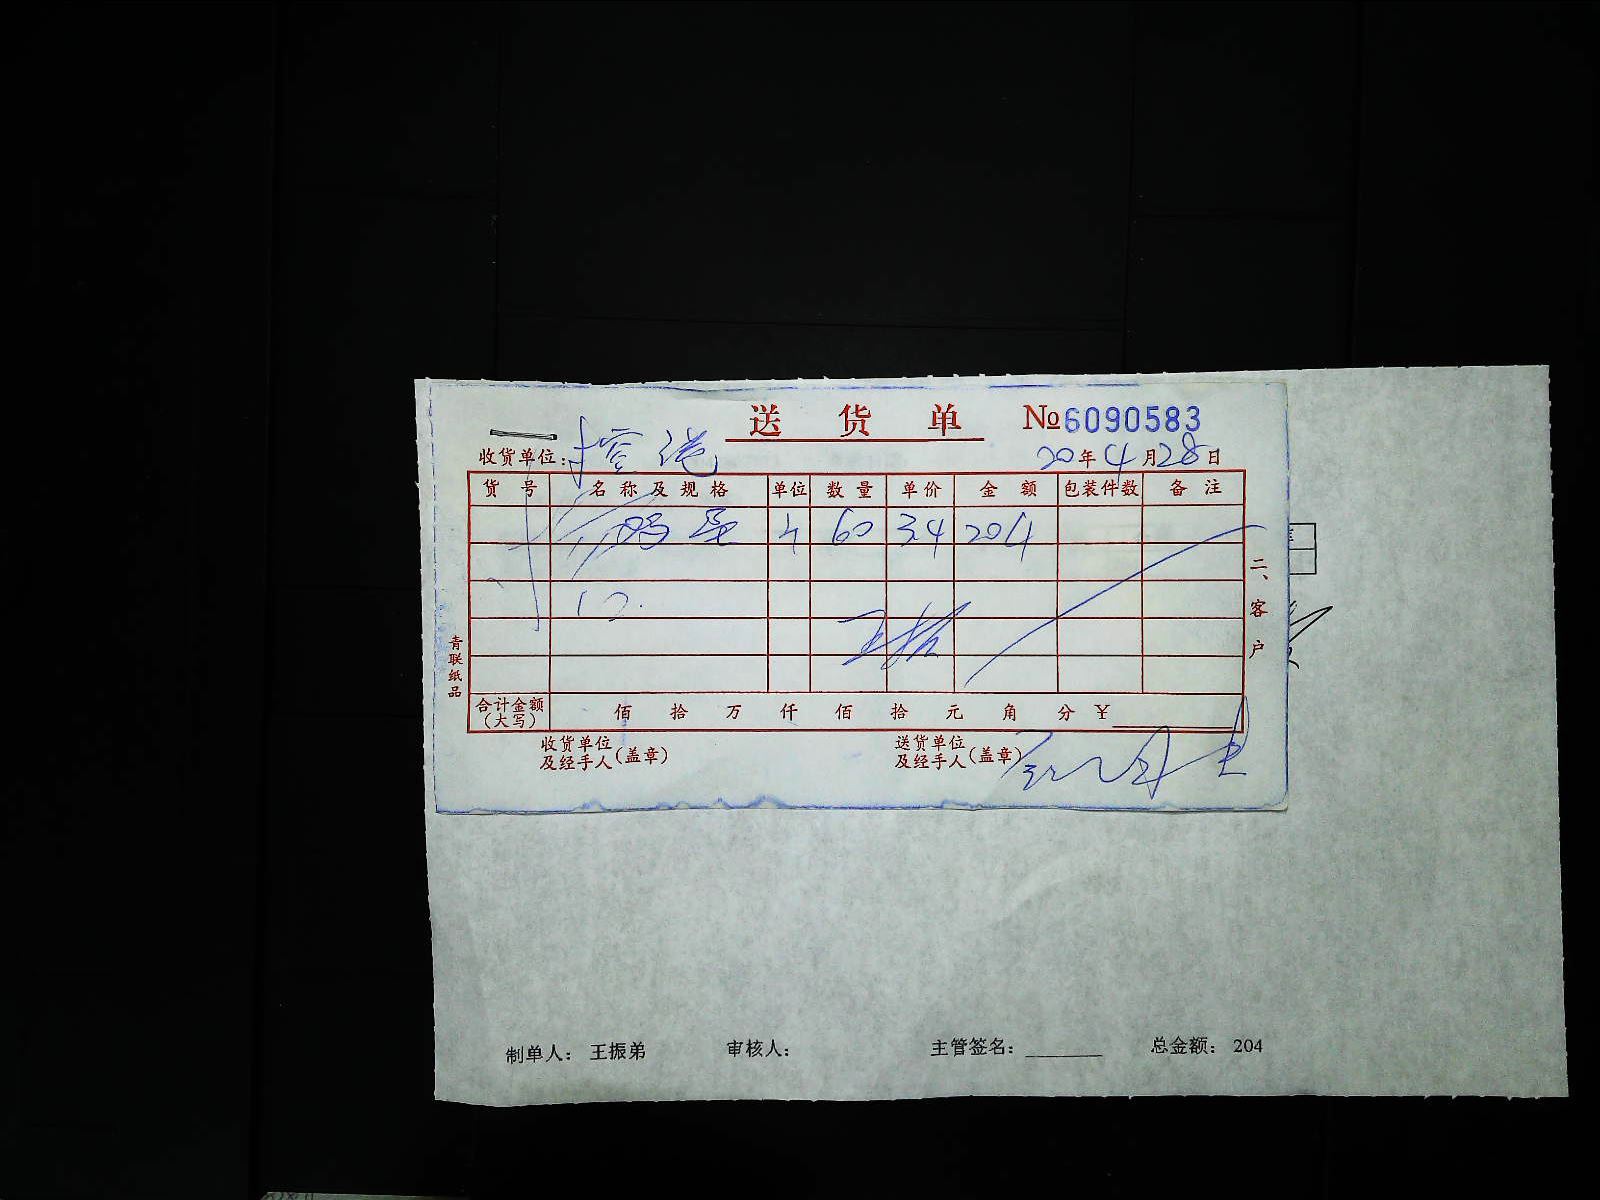 送 货 单 №6090583
收货单位: 20年4月28日
货 号 名 称 及 规 格 单位 数 量 单 价 金 额 包装件数 备 注
60 3.4 204
二、客户
青联纸品
合计金额(大写) 佰 拾 万 仟 佰 拾 元 角 分 ¥
收货单位及经手人(盖章) 送货单位及经手人(盖章)
制单人: 王振弟 审核人: 主管签名: 总金额: 204